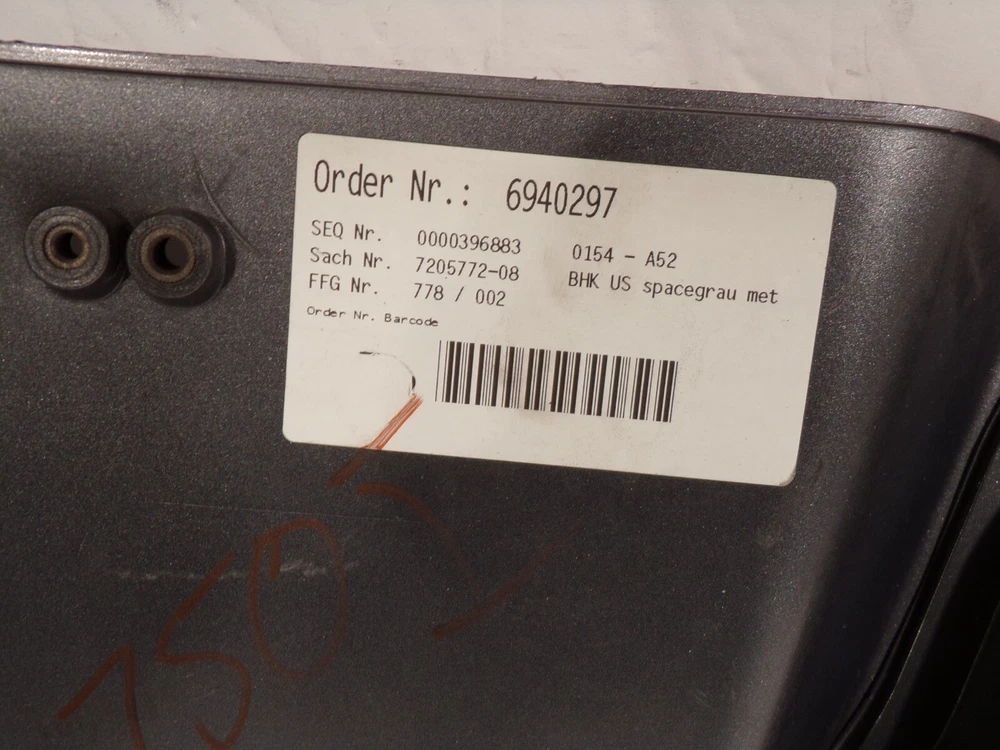 Order Nr.: 6940297
SEQ Nr. 0000396883 0154 - A52
Sach Nr. 7205772-08 BHK US spacegrau met
FFG Nr. 778 / 002
Order Nr. Barcode